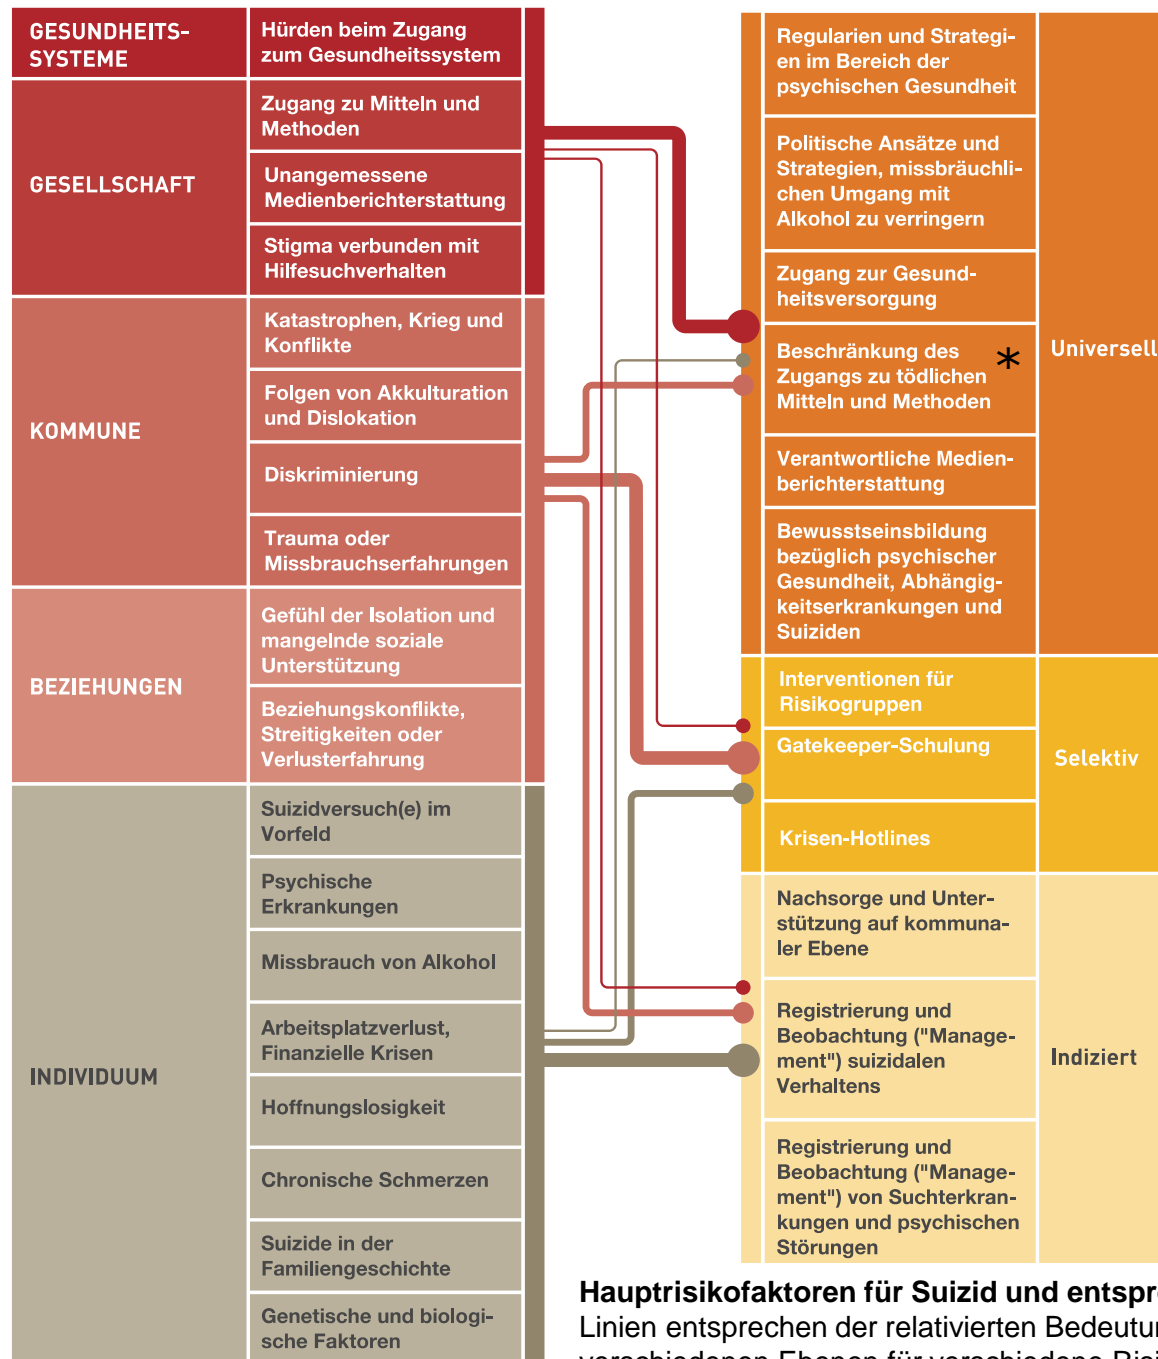 GESUNDHEITS-
SYSTEME
Hürden beim Zugang
zum Gesundheitssystem
GESELLSCHAFT
Zugang zu Mitteln und
Methoden
Unangemessene
Medienberichterstattung
Stigma verbunden mit
Hilfesuchverhalten
KOMMUNE
Katastrophen, Krieg und
Konflikte
Folgen von Akkulturation
und Dislokation
Diskriminierung
Trauma oder
Missbrauchserfahrungen
BEZIEHUNGEN
Gefühl der Isolation und
mangelnde soziale
Unterstützung
Beziehungskonflikte,
Streitigkeiten oder
Verlusterfahrung
INDIVIDUUM
Suizidversuch(e) im
Vorfeld
Psychische
Erkrankungen
Missbrauch von Alkohol
Arbeitsplatzverlust,
Finanzielle Krisen
Hoffnungslosigkeit
Chronische Schmerzen
Suizide in der
Familiengeschichte
Genetische und biologi-
sche Faktoren
Regularien und Strategi-
en im Bereich der
psychischen Gesundheit
Politische Ansätze und
Strategien, missbräuchli-
chen Umgang mit
Alkohol zu verringern
Zugang zur Gesund-
heitsversorgung
Beschränkung des *
Zugangs zu tödlichen
Mitteln und Methoden
Verantwortliche Medien-
berichterstattung
Bewusstseinsbildung
bezüglich psychischer
Gesundheit, Abhängig-
keitserkrankungen und
Suiziden
Universell
Interventionen für
Risikogruppen
Gatekeeper-Schulung
Krisen-Hotlines
Selektiv
Nachsorge und Unter-
stützung auf kommuna-
ler Ebene
Registrierung und
Beobachtung ("Manage-
ment") suizidalen
Verhaltens
Registrierung und
Beobachtung ("Manage-
ment") von Suchterkran-
kungen und psychischen
Störungen
Indiziert
Hauptrisikofaktoren für Suizid und
Linien entsprechen der relativierten